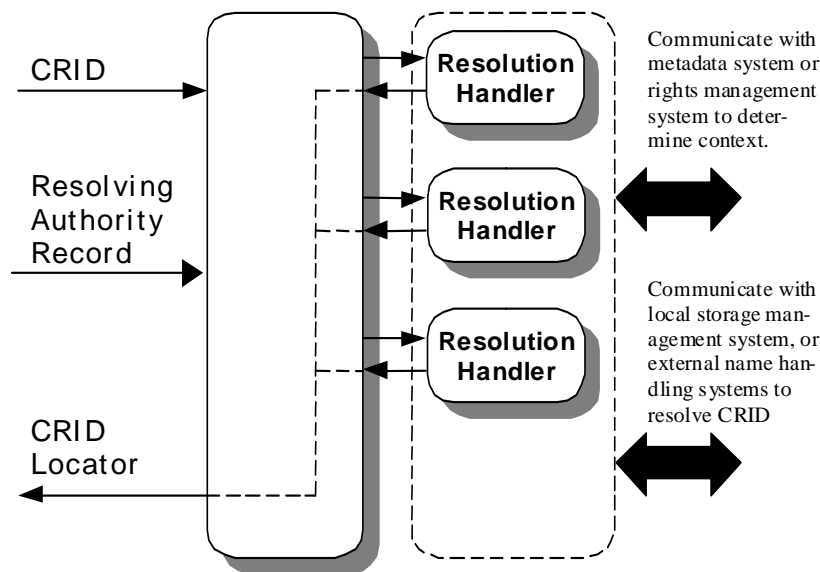 CRID
Resolving
Authority
Record
CRID
Locator
Resolution
Handler
Resolution
Handler
Resolution
Handler
Communicate with
metadata system or
rights management
system to deter-
mine context.
Communicate with
local storage man-
agement system, or
external name han-
dling systems to
resolve CRID